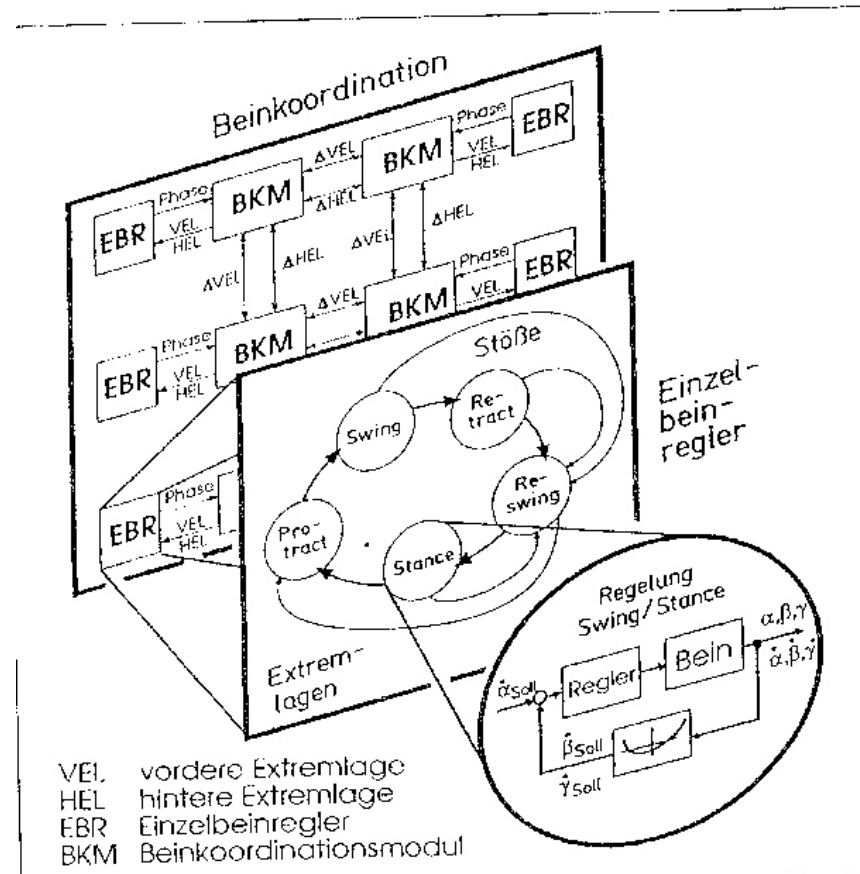 Beinkoordination
Phase
EBR
VEL
HEL
ΔVEL
BKM
ΔHEL
BKM
Phase
EBR
VEL
HEL
ΔVEL
ΔHEL
ΔVEL
ΔHEL
Phase
EBR
VEL
ΔVEL
BKM
BKM
Phase
EBR
VEL
HEL
Phase
EBR
VEL
HEL
Einzel-
bein-
regler
Stöße
Swing
Re-
tract
Re-
swing
Stance
Pro-
tract
Extrem-
lagen
Regelung
Swing/Stance
α̇Soll
Regler
Bein
α,β,γ
α̇,β̇,γ̇
β̇Soll
γ̇Soll
VEL vordere Extremlage
HEL hintere Extremlage
EBR Einzelbeinregler
BKM Beinkoordinationsmodul